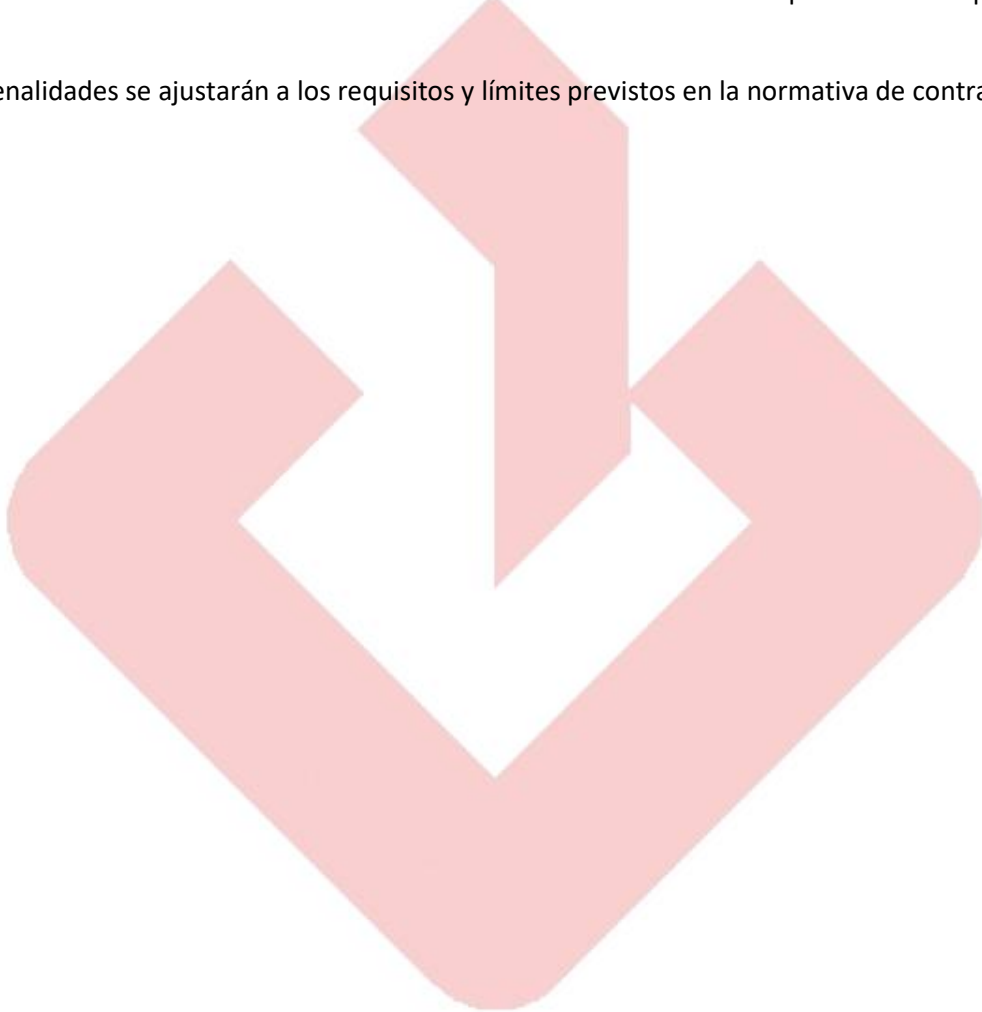 enalidades se ajustarán a los requisitos y límites previstos en la normativa de contra